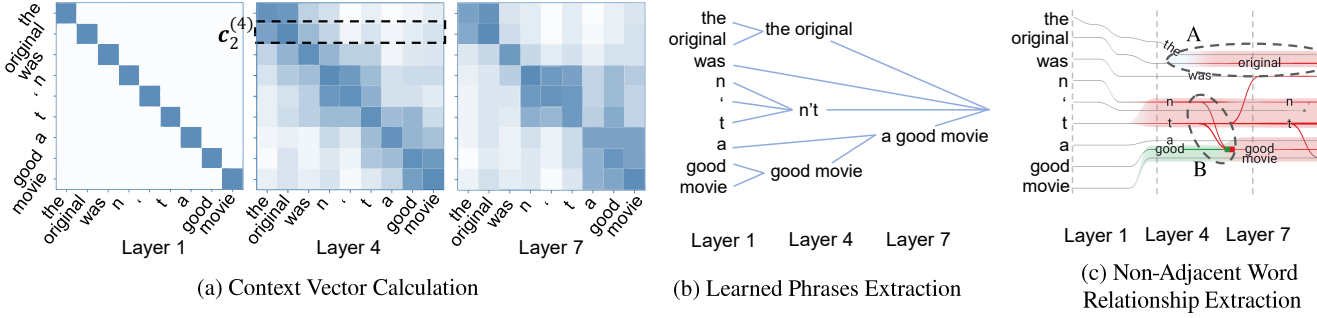 the
original
was
n
‘
t
a
good
movie
c₂⁽⁴⁾
the
original
was
n
‘
t
a
good
movie
the
original
was
n
‘
t
a
good
movie
the
original
was
n
‘
t
a
good
movie
Layer 1
Layer 4
Layer 7
(a) Context Vector Calculation
the
original
was
n
‘
t
a
good
movie
the original
n't
a good movie
good movie
Layer 1
Layer 4
Layer 7
(b) Learned Phrases Extraction
the
original
was
n
‘
t
a
good
movie
A
the
original
was
n
n
‘
t
t
a
good
good
movie
B
Layer 1
Layer 4
Layer 7
(c) Non-Adjacent Word
Relationship Extraction